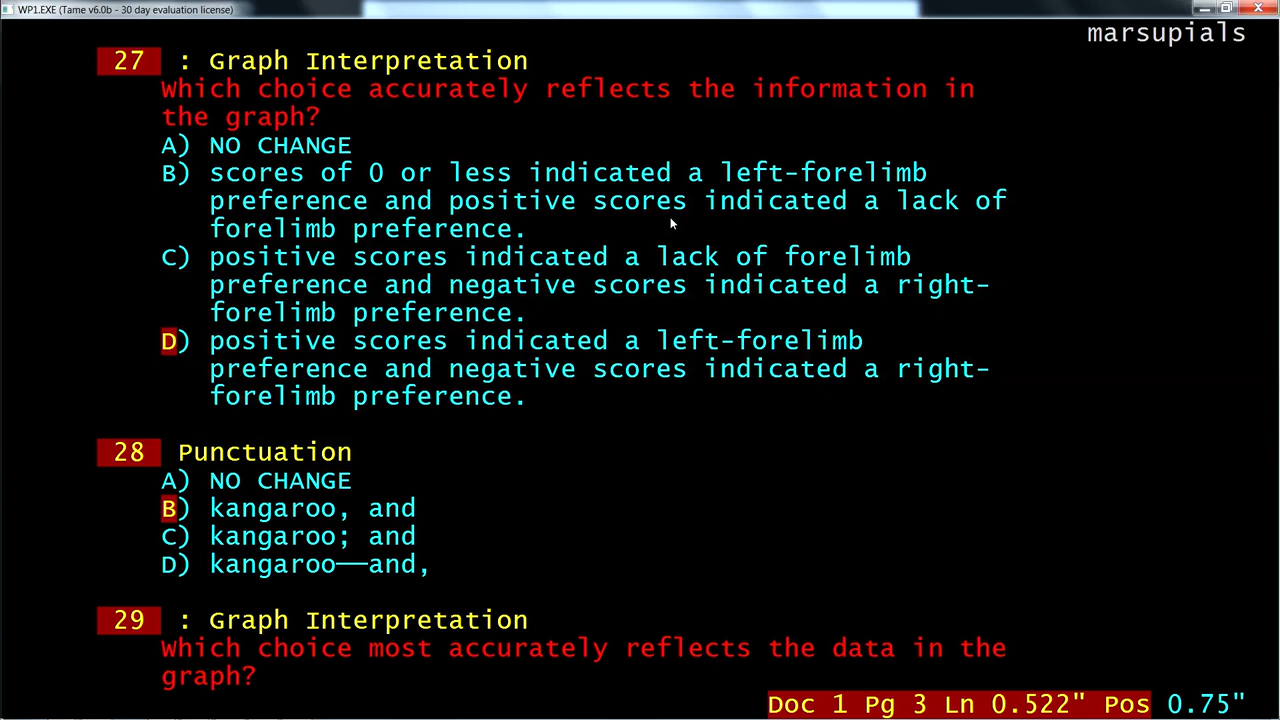 WP1.EXE (Tame v6.0b - 30 day evaluation license)
marsupials
27 : Graph Interpretation
Which choice accurately reflects the information in
the graph?
A) NO CHANGE
B) scores of 0 or less indicated a left-forelimb
preference and positive scores indicated a lack of
forelimb preference.
C) positive scores indicated a lack of forelimb
preference and negative scores indicated a right-
forelimb preference.
D) positive scores indicated a left-forelimb
preference and negative scores indicated a right-
forelimb preference.
28 Punctuation
A) NO CHANGE
B) kangaroo, and
C) kangaroo; and
D) kangaroo——and,
29 : Graph Interpretation
Which choice most accurately reflects the data in the
graph?
Doc 1 Pg 3 Ln 0.522" Pos 0.75"